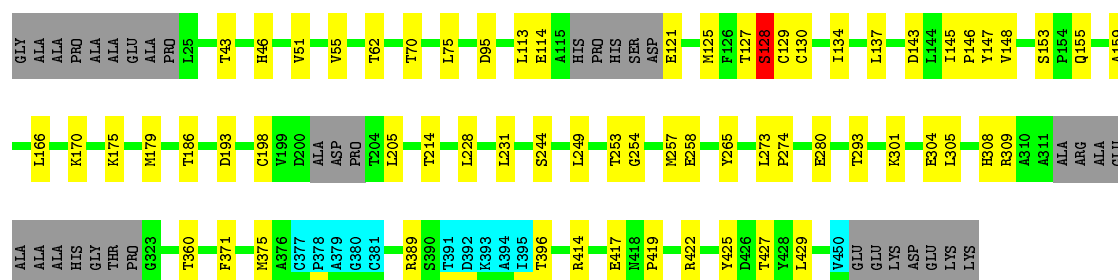 GLY ALA ALA PRO ALA ALA GLU ALA PRO L25 T43 H46 V51 V55 T62 T70 L75 D95 L113 E114 A115 HIS PRO HIS SER ASP E121 M125 F126 T127 S128 C129 C130 I134 L137 D143 L144 I145 P146 Y147 V148 S153 P154 Q155 A159
L166 K170 K175 M179 T186 D193 C198 V199 D200 ALA ASP PRO T204 L205 T214 L228 L231 S244 L249 T253 G254 M257 E258 Y265 L273 P274 E280 T293 K301 E304 L305 H308 R309 A310 A311 ALA ARG ALA GLU
ALA ALA ALA HIS GLY THR PRO G323 T360 F371 M375 A376 C377 P378 A379 G380 C381 R389 S390 T391 D392 K393 A394 I395 T396 R414 E417 N418 P419 R422 Y425 D426 T427 Y428 L429 V450 GLU GLU LYS ASP GLU LYS LYS